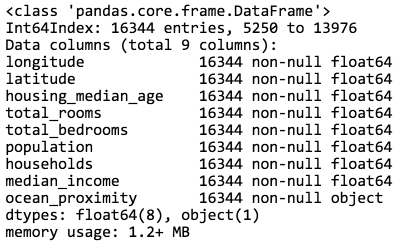 <class 'pandas.core.frame.DataFrame'>
Int64Index: 16344 entries, 5250 to 13976
Data columns (total 9 columns):
longitude             16344 non-null float64
latitude              16344 non-null float64
housing_median_age    16344 non-null float64
total_rooms           16344 non-null float64
total_bedrooms        16344 non-null float64
population            16344 non-null float64
households            16344 non-null float64
median_income         16344 non-null float64
ocean_proximity       16344 non-null object
dtypes: float64(8), object(1)
memory usage: 1.2+ MB